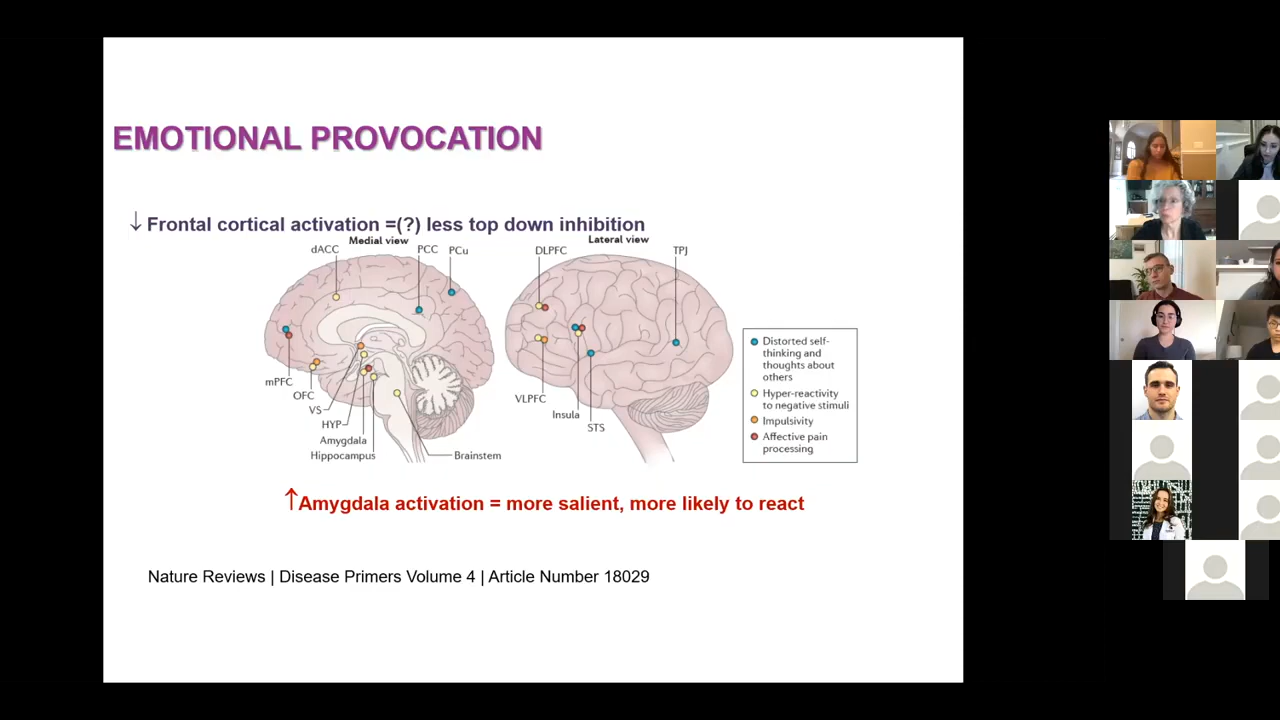 EMOTIONAL PROVOCATION
↓ Frontal cortical activation =(?) less top down inhibition
Medial view
Lateral view
dACC
PCC
PCu
DLPFC
TPJ
mPFC
OFC
VS
HYP
Amygdala
Hippocampus
Brainstem
VLPFC
Insula
STS
Distorted self-
thinking and
thoughts about
others
Hyper-reactivity
to negative stimuli
Impulsivity
Affective pain
processing
↑Amygdala activation = more salient, more likely to react
Nature Reviews | Disease Primers Volume 4 | Article Number 18029